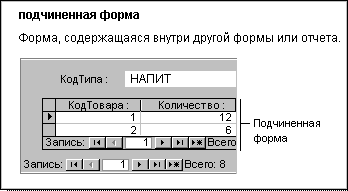 подчиненная форма
Форма, содержащаяся внутри другой формы или отчета.
КодТипа : НАПИТ
КодТовара : Количество :
1 12
2 6
Запись: 1 Всего
Подчиненная
форма
Запись: 1 Всего: 8